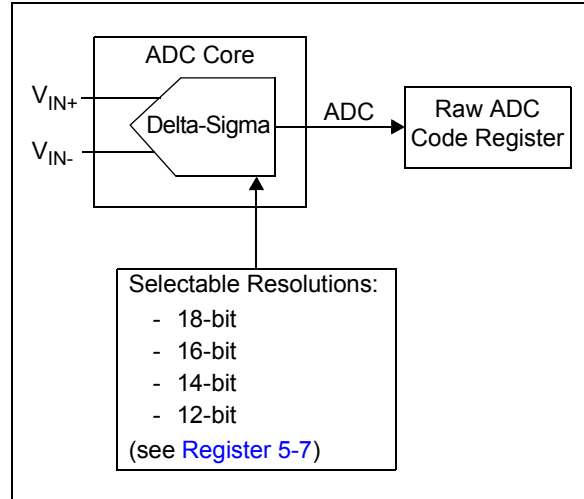 ADC Core
VIN+
VIN-
Delta-Sigma
ADC
Raw ADC
Code Register
Selectable Resolutions:
- 18-bit
- 16-bit
- 14-bit
- 12-bit
(see Register 5-7)